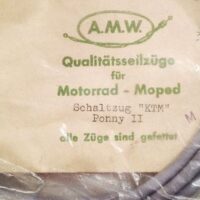 A.M.W.
Qualitätsseilzüge
für
Motorrad - Moped
Schaltzug "KTM"
Ponny II
alle Züge sind gefettet
M